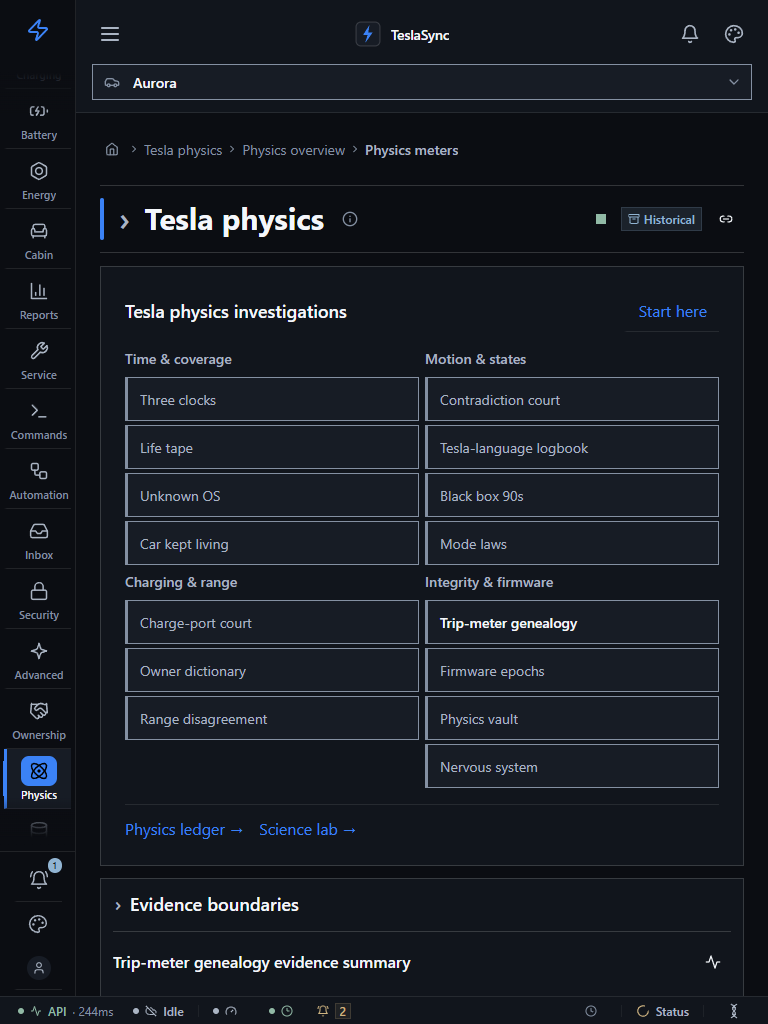 TeslaSync
Aurora
Charging
Battery
Energy
Cabin
Reports
Service
Commands
Automation
Inbox
Security
Advanced
Ownership
Physics
1
Tesla physics › Physics overview › Physics meters
› Tesla physics
Historical
Tesla physics investigations
Start here
Time & coverage
Three clocks
Life tape
Unknown OS
Car kept living
Motion & states
Contradiction court
Tesla-language logbook
Black box 90s
Mode laws
Charging & range
Charge-port court
Owner dictionary
Range disagreement
Integrity & firmware
Trip-meter genealogy
Firmware epochs
Physics vault
Nervous system
Physics ledger → Science lab →
› Evidence boundaries
Trip-meter genealogy evidence summary
API · 244ms
Idle
2
Status